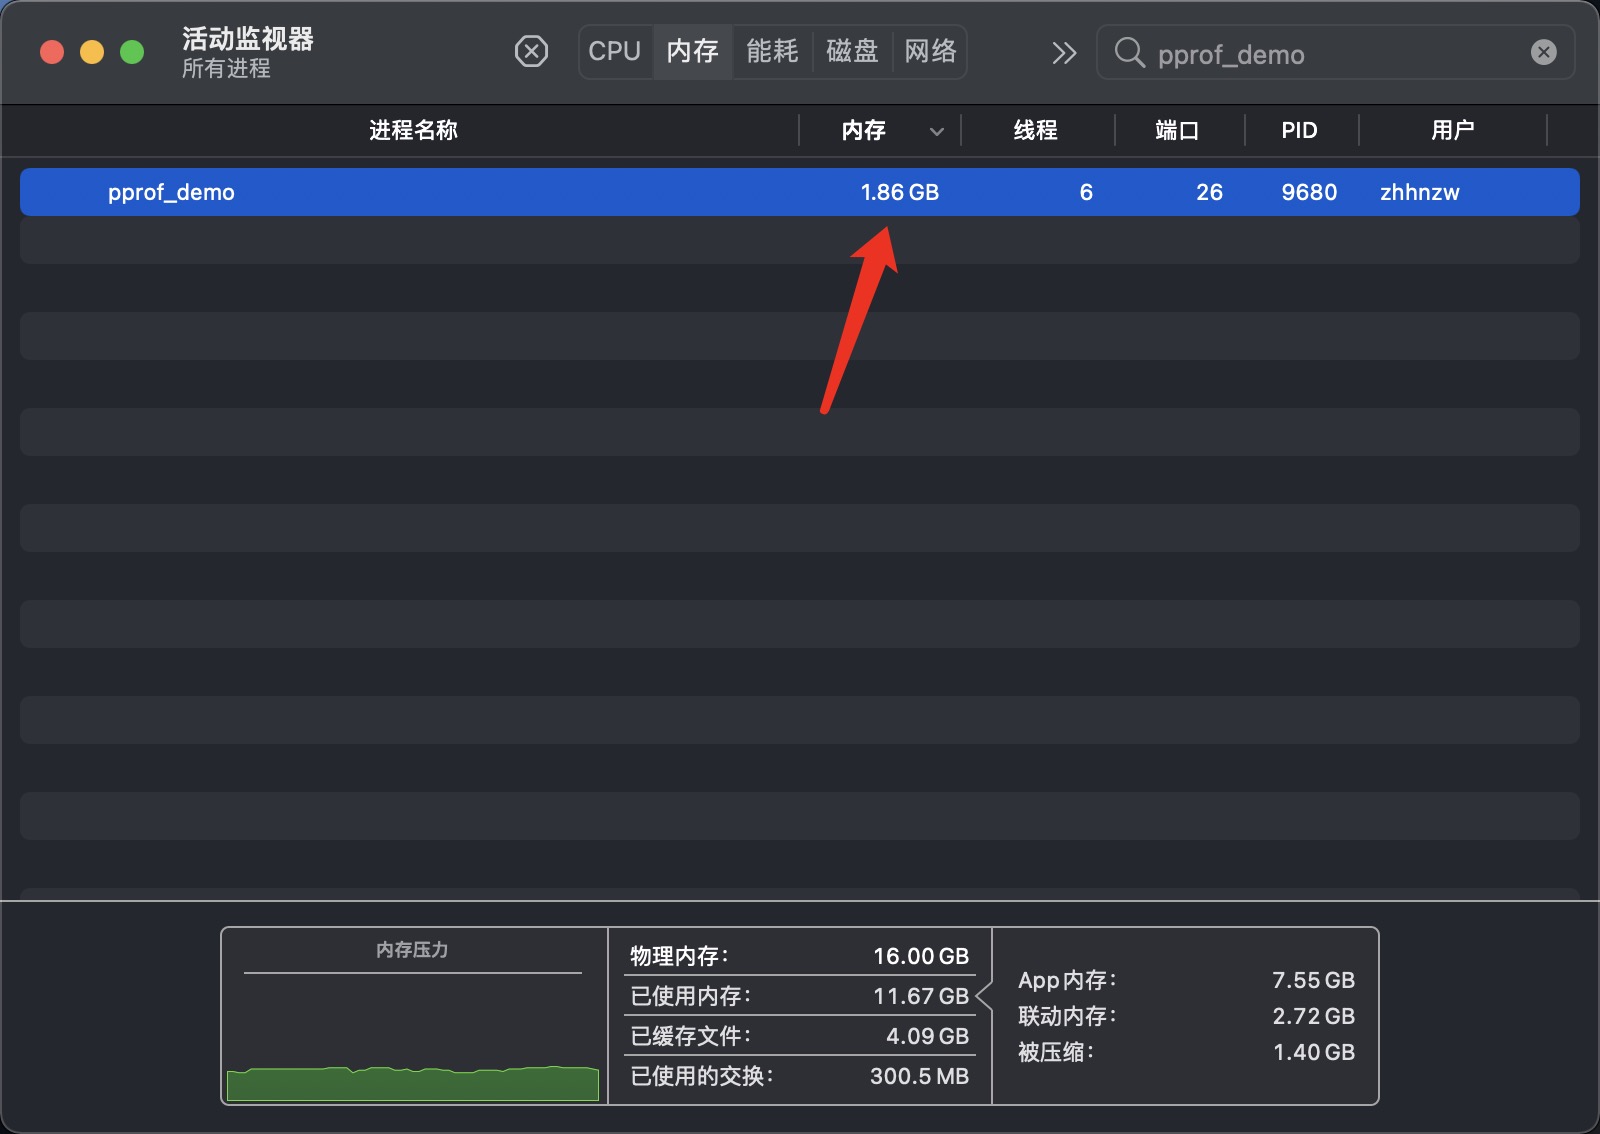 活动监视器
所有进程
CPU 内存 能耗 磁盘 网络
pprof_demo
进程名称 内存 线程 端口 PID 用户
pprof_demo 1.86 GB 6 26 9680 zhhnzw
内存压力
物理内存： 16.00 GB
已使用内存： 11.67 GB
已缓存文件： 4.09 GB
已使用的交换： 300.5 MB
App内存： 7.55 GB
联动内存： 2.72 GB
被压缩： 1.40 GB